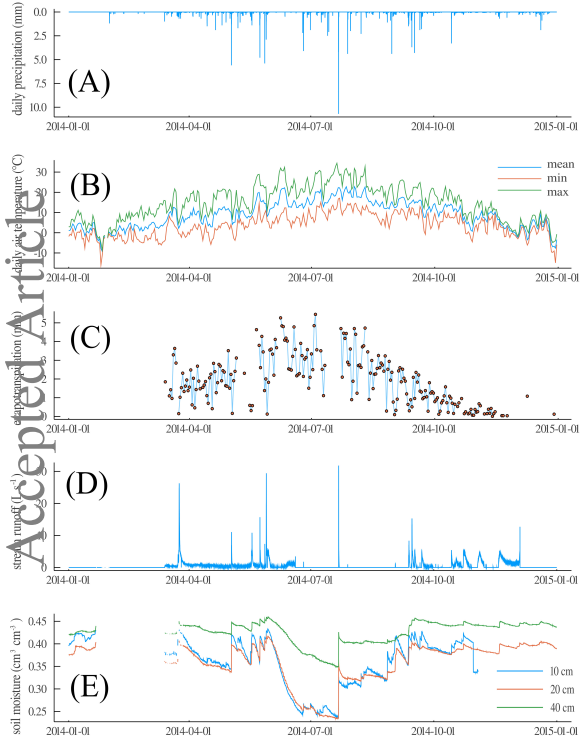 daily precipitation (mm)
0.0
2.5
5.0
7.5
10.0
(A)
2014-01-01
2014-04-01
2014-07-01
2014-10-01
2015-01-01
daily air temperature (°C)
30
20
10
0
-10
(B)
mean
min
max
2014-01-01
2014-04-01
2014-07-01
2014-10-01
2015-01-01
evapotranspiration (mm)
5
4
3
2
1
0
(C)
2014-01-01
2014-04-01
2014-07-01
2014-10-01
2015-01-01
stream runoff (L s⁻¹)
30
20
10
0
(D)
2014-01-01
2014-04-01
2014-07-01
2014-10-01
2015-01-01
soil moisture (cm³ cm⁻³)
0.45
0.40
0.35
0.30
0.25
(E)
10 cm
20 cm
40 cm
2014-01-01
2014-04-01
2014-07-01
2014-10-01
2015-01-01
Accepted Article